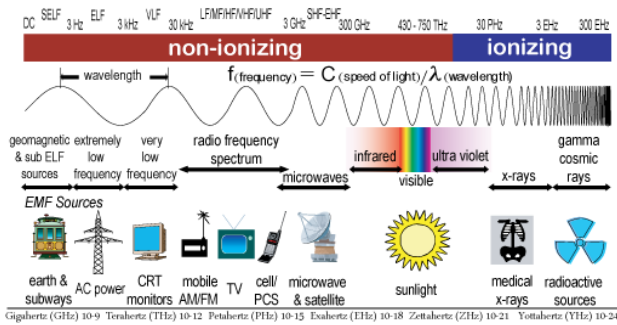 SELF ELF VLF LF/MF/HF/VHF/UHF SHF-EHF
DC 3 Hz 3 kHz 30 kHz 3 GHz 300 GHz 430 - 750 THz 30 PHz 3 EHz 300 EHz
non-ionizing ionizing
wavelength f(frequency) = C (speed of light)/λ(wavelength)
geomagnetic & sub ELF sources
extremely low frequency
very low frequency
radio frequency spectrum
microwaves
infrared
visible
ultra violet
x-rays
gamma cosmic rays
EMF Sources
earth & subways
AC power
CRT monitors
mobile AM/FM
TV
cell/PCS
microwave & satellite
sunlight
medical x-rays
radioactive sources
Gigahertz (GHz) 10-9 Terahertz (THz) 10-12 Petahertz (PHz) 10-15 Exahertz (EHz) 10-18 Zettahertz (ZHz) 10-21 Yottahertz (YHz) 10-24